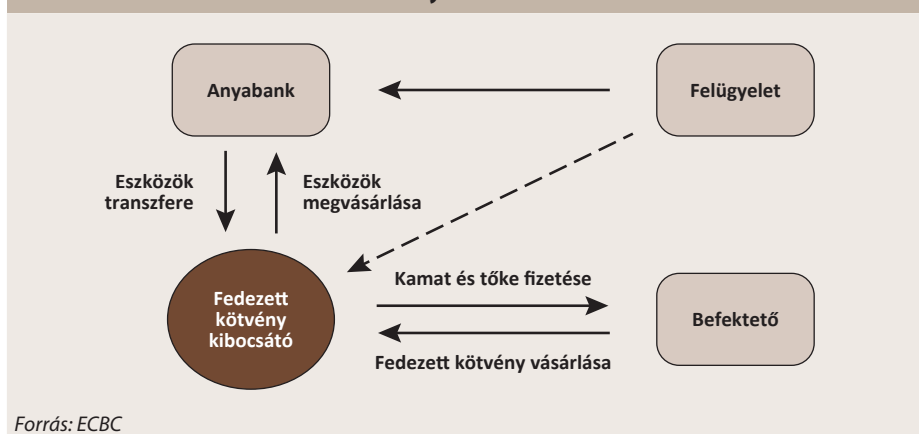 Anyabank
Felügyelet
Eszközök
transzfere
Eszközök
megvásárlása
Fedezett
kötvény
kibocsátó
Kamat és tőke fizetése
Befektető
Fedezett kötvény vásárlása
Forrás: ECBC